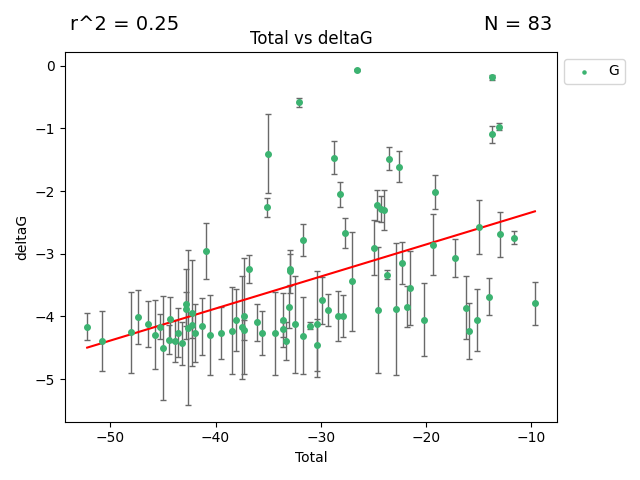 r^2 = 0.25
N = 83
Total vs deltaG
G
0
−1
−2
−3
−4
−5
deltaG
−50
−40
−30
−20
−10
Total